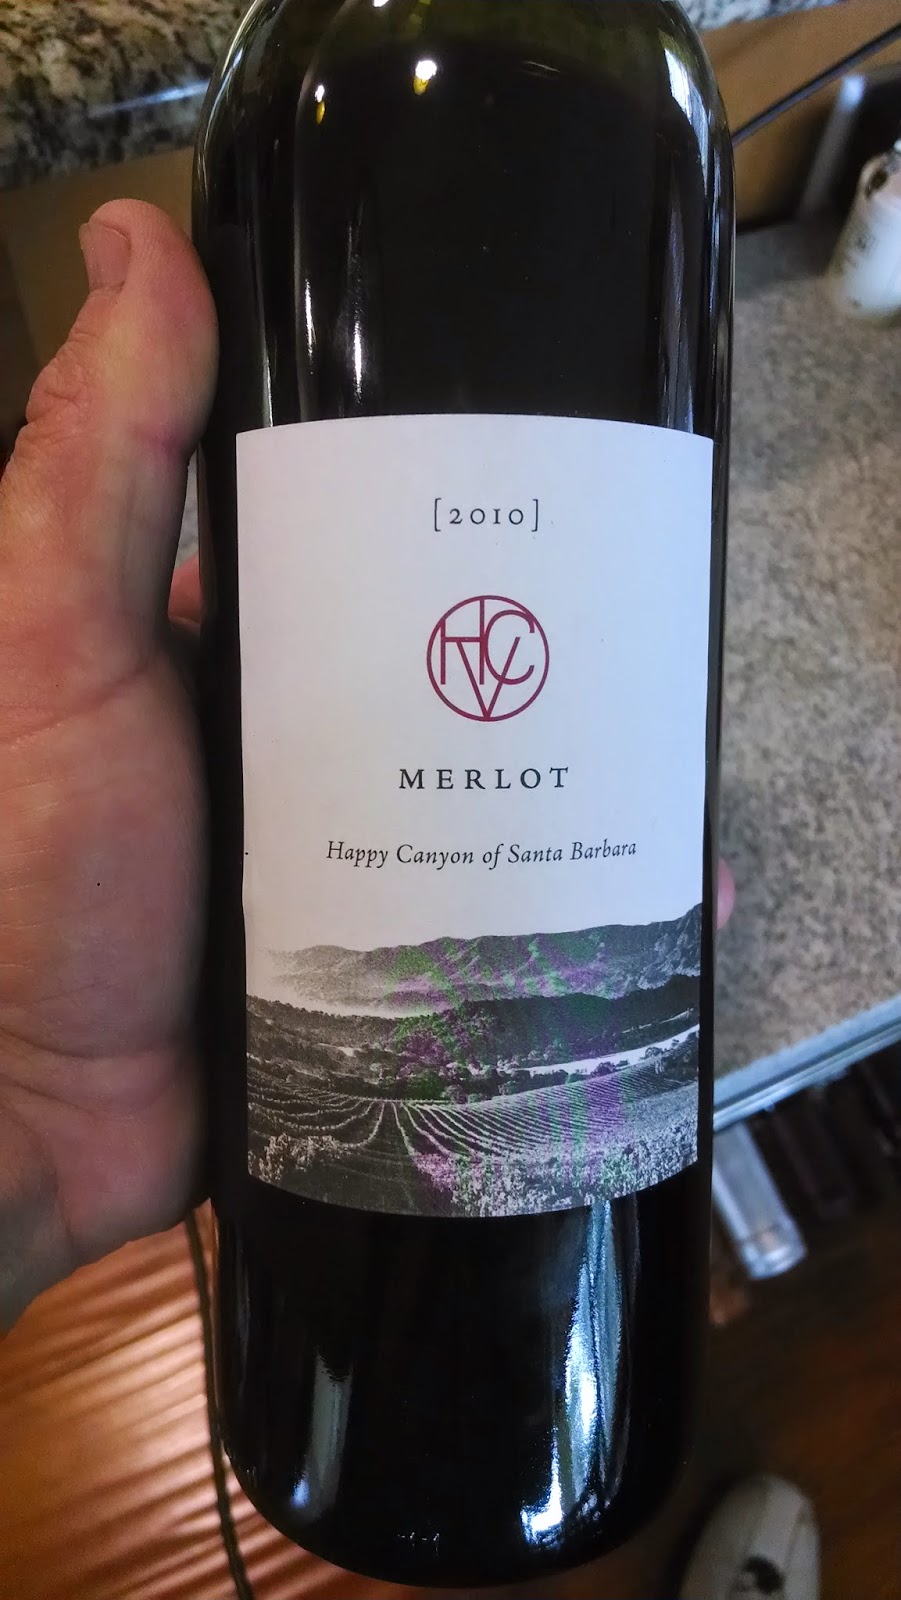 [2010]
HVC
MERLOT
Happy Canyon of Santa Barbara